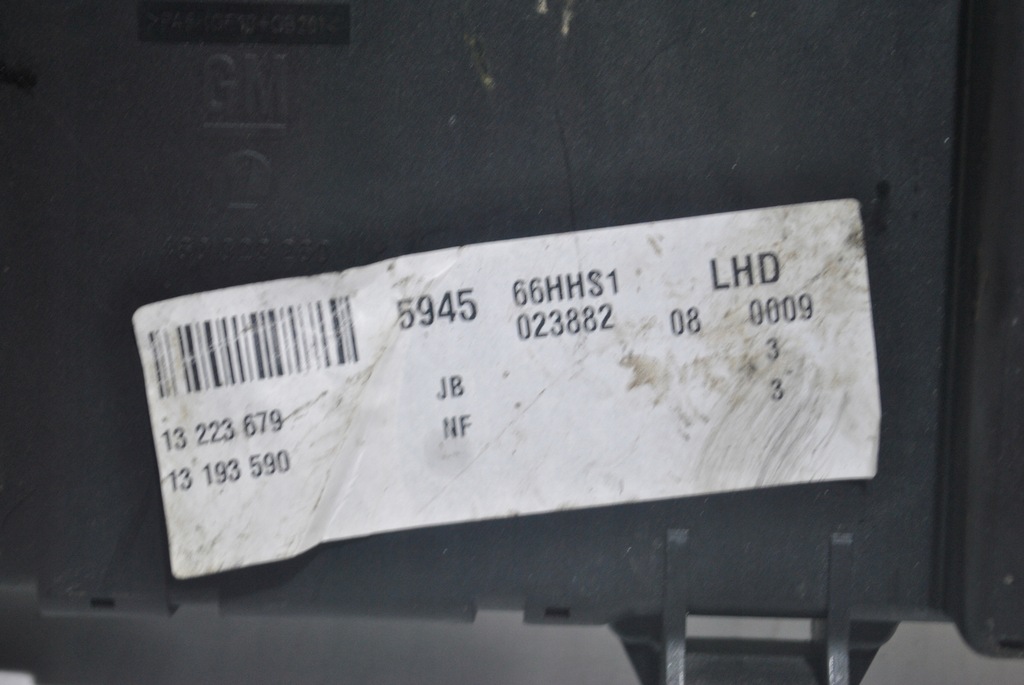 GM
5945 66HHS1 LHD
023882 08 0009
3
JB 3
13 223 679 NF
13 193 590